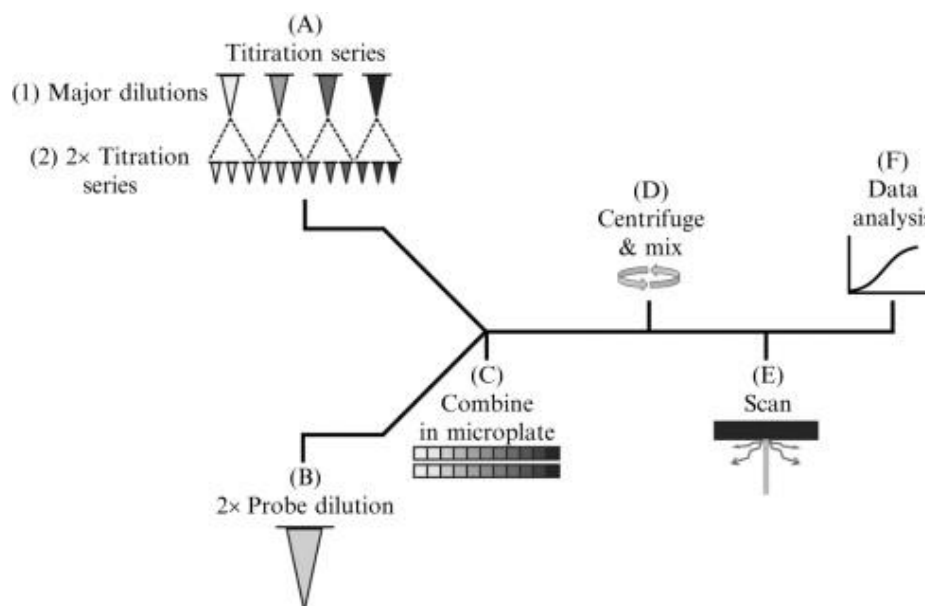 (A)
Titiration series
(1) Major dilutions
(2) 2× Titration
series
(B)
2× Probe dilution
(C)
Combine
in microplate
(D)
Centrifuge
& mix
(E)
Scan
(F)
Data
analysis